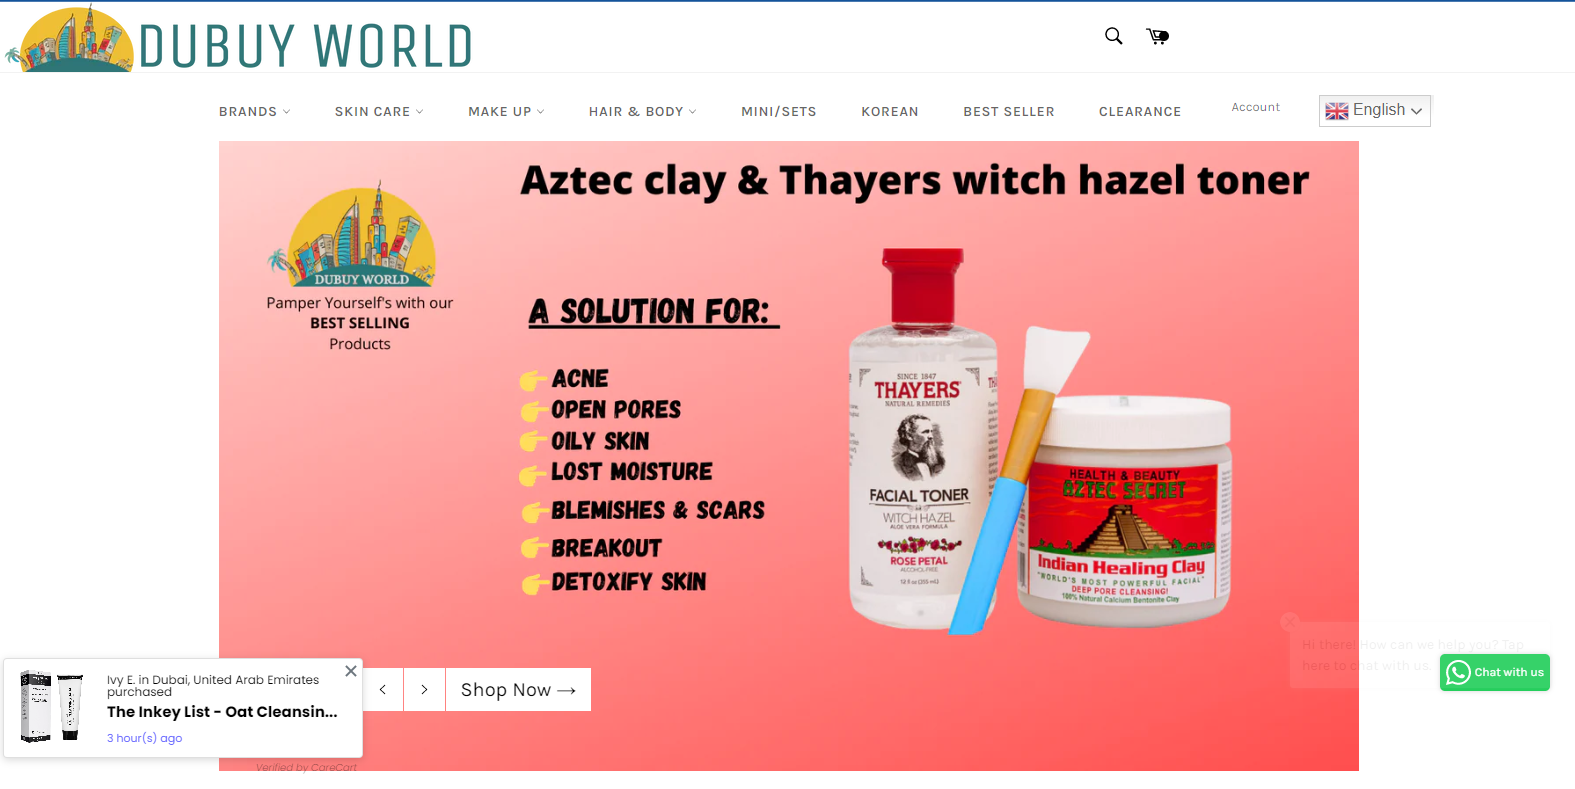 DUBUY WORLD
BRANDS
SKIN CARE
MAKE UP
HAIR & BODY
MINI/SETS
KOREAN
BEST SELLER
CLEARANCE
Account
English
Aztec clay & Thayers witch hazel toner
DUBUY WORLD
Pamper Yourself's with our
BEST SELLING
Products
A SOLUTION FOR:
ACNE
OPEN PORES
OILY SKIN
LOST MOISTURE
BLEMISHES & SCARS
BREAKOUT
DETOXIFY SKIN
SINCE 1847
THAYERS
NATURAL REMEDIES
FACIAL TONER
WITCH HAZEL
ALOE VERA FORMULA
ROSE PETAL
ALCOHOL-FREE
12 fl oz (355 mL)
HEALTH & BEAUTY
AZTEC SECRET
Indian Healing Clay
"WORLD'S MOST POWERFUL FACIAL"
DEEP PORE CLEANSING!
100% Natural Calcium Bentonite Clay
Hi there! How can we help you? Tap
here to chat with us.
Chat with us
Shop Now →
Ivy E. in Dubai, United Arab Emirates
purchased
The Inkey List - Oat Cleansin...
3 hour(s) ago
Verified by CareCart